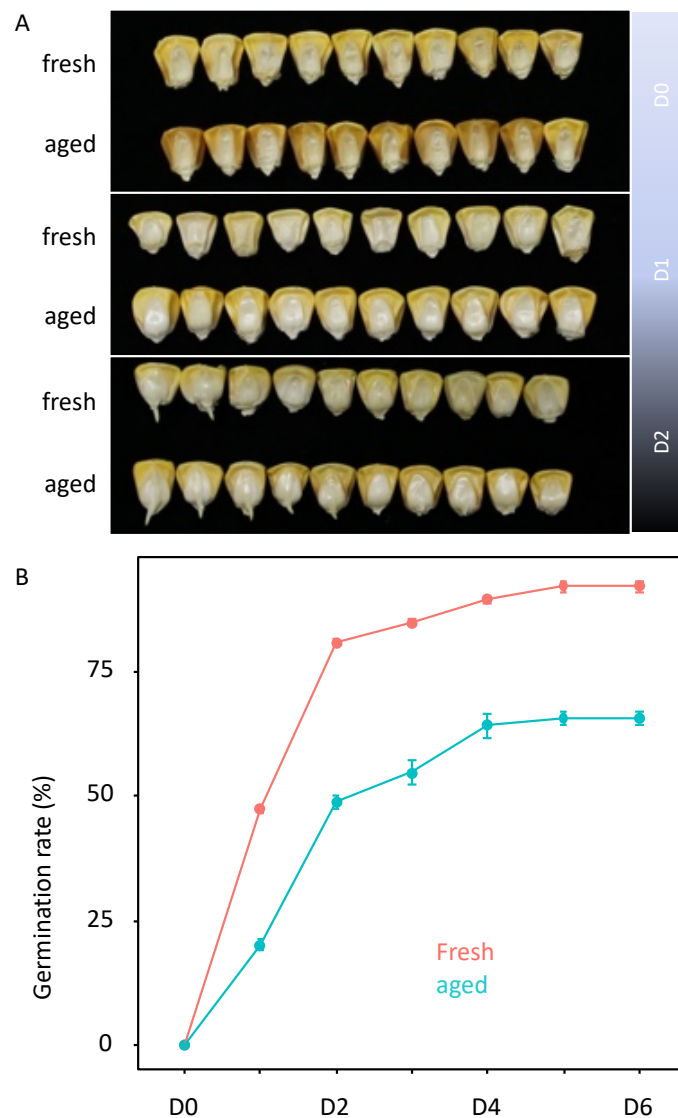 A
fresh
aged
D0
fresh
aged
D1
fresh
aged
D2
B
Germination rate (%)
75
50
25
0
Fresh
aged
D0
D2
D4
D6